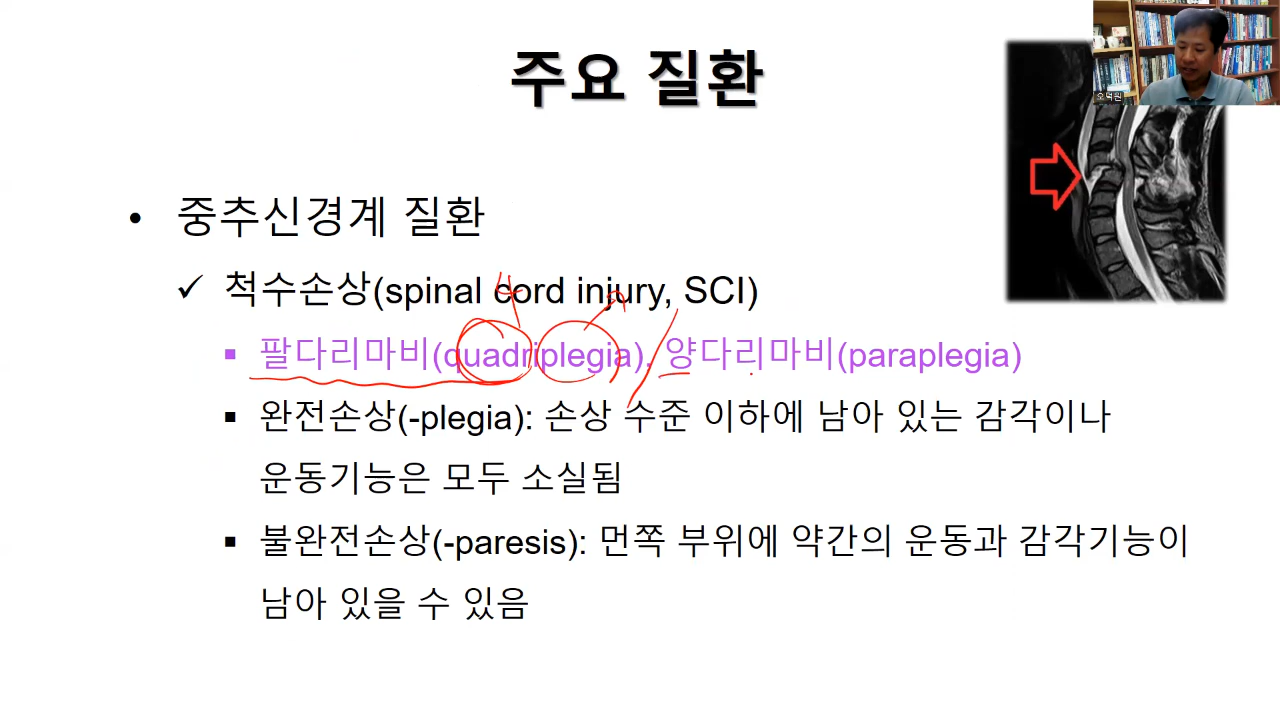 주요 질환
오덕원
• 중추신경계 질환
✓ 척수손상(spinal cord injury, SCI)
4
▪ 팔다리마비(quadriplegia), 양다리마비(paraplegia)
▪ 완전손상(-plegia): 손상 수준 이하에 남아 있는 감각이나
운동기능은 모두 소실됨
▪ 불완전손상(-paresis): 먼쪽 부위에 약간의 운동과 감각기능이
남아 있을 수 있음